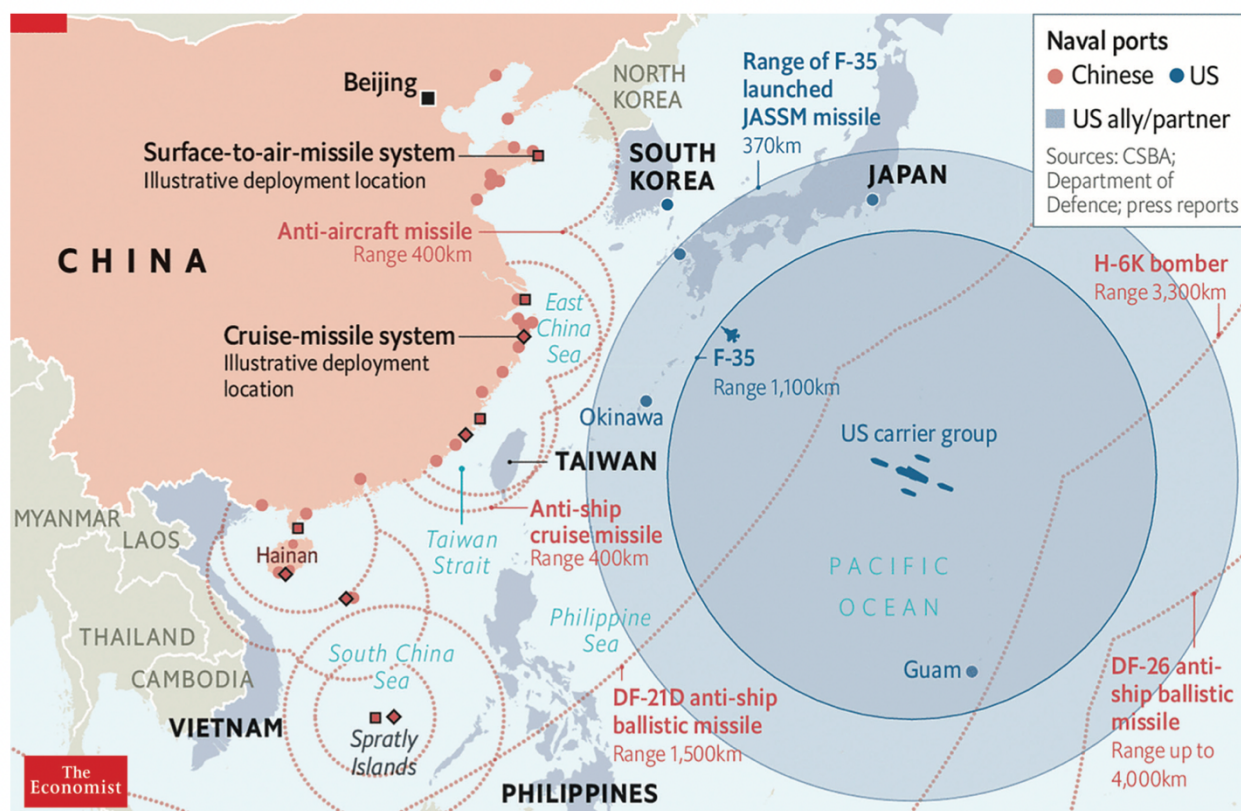 Beijing
Surface-to-air-missile system
Illustrative deployment location
Anti-aircraft missile
Range 400km
CHINA
Cruise-missile system
Illustrative deployment
location
East
China
Sea
NORTH
KOREA
SOUTH
KOREA
Range of F-35
launched
JASSM missile
370km
JAPAN
Naval ports
Chinese
US
US ally/partner
Sources: CSBA;
Department of
Defence; press reports
H-6K bomber
Range 3,300km
F-35
Range 1,100km
Okinawa
US carrier group
TAIWAN
Anti-ship
cruise missile
Range 400km
Taiwan
Strait
MYANMAR
LAOS
Hainan
THAILAND
CAMBODIA
VIETNAM
South China
Sea
Spratly
Islands
Philippine
Sea
PACIFIC
OCEAN
Guam
DF-21D anti-ship
ballistic missile
Range 1,500km
DF-26 anti-
ship ballistic
missile
Range up to
4,000km
PHILIPPINES
The
Economist